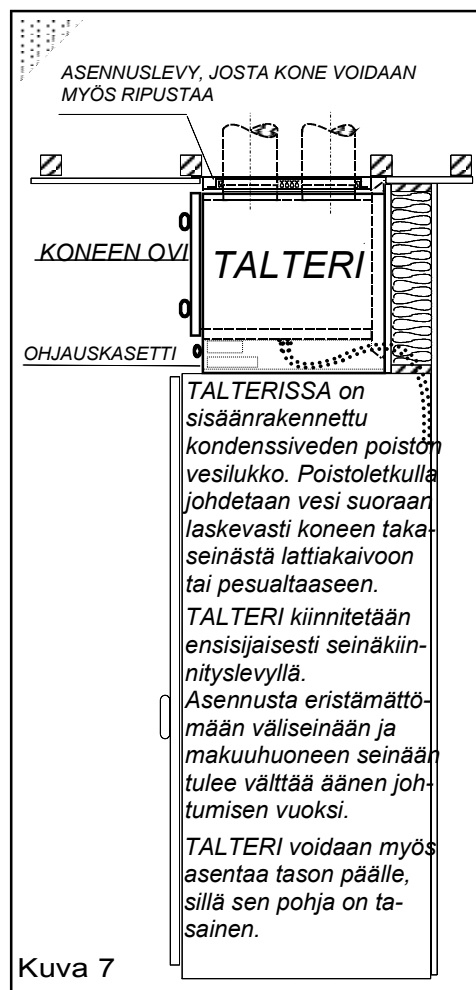 ASENNUSLEVY, JOSTA KONE VOIDAAN
MYÖS RIPUSTAA
KONEEN OVI
TALTERI
OHJAUSKASETTI
TALTERISSA on
sisäänrakennettu
kondenssiveden poiston
vesilukko. Poistoletkulla
johdetaan vesi suoraan
laskevasti koneen taka-
seinästä lattiakaivoon
tai pesualtaaseen.
TALTERI kiinnitetään
ensisijaisesti seinäkiin-
nityslevyllä.
Asennusta eristämättö-
mään väliseinään ja
makuuhuoneen seinään
tulee välttää äänen joh-
tumisen vuoksi.
TALTERI voidaan myös
asentaa tason päälle,
sillä sen pohja on ta-
sainen.
Kuva 7